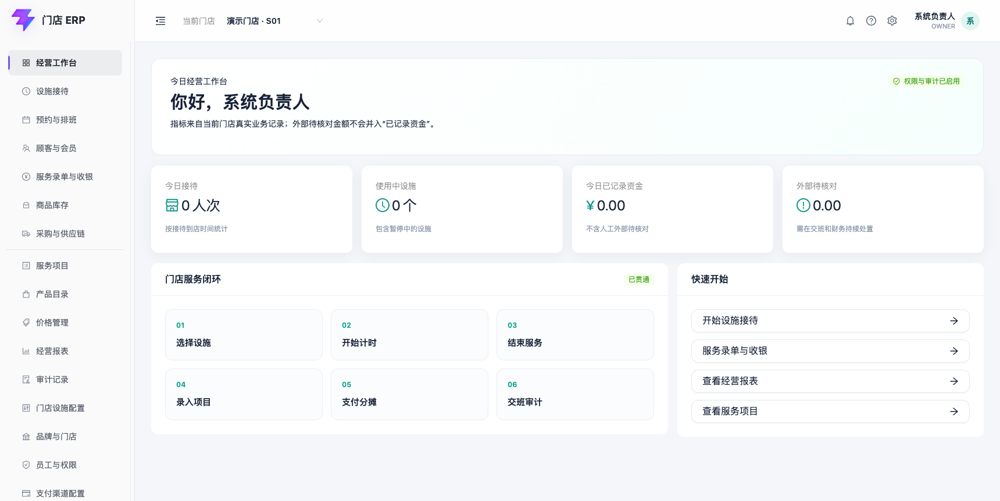 门店 ERP
当前门店 演示门店 · S01
系统负责人
OWNER
系
经营工作台
设施接待
预约与排班
顾客与会员
服务录单与收银
商品库存
采购与供应链
服务项目
产品目录
价格管理
经营报表
审计记录
门店设施配置
品牌与门店
员工与权限
支付渠道配置
今日经营工作台
权限与审计已启用
你好，系统负责人
指标来自当前门店真实业务记录；外部待核对金额不会并入“已记录资金”。
今日接待
0 人次
按接待到店时间统计
使用中设施
0 个
包含暂停中的设施
今日已记录资金
¥ 0.00
不含人工外部待核对
外部待核对
0.00
需在交班和财务持续处置
门店服务闭环
已贯通
01
选择设施
02
开始计时
03
结束服务
04
录入项目
05
支付分摊
06
交班审计
快速开始
开始设施接待
服务录单与收银
查看经营报表
查看服务项目